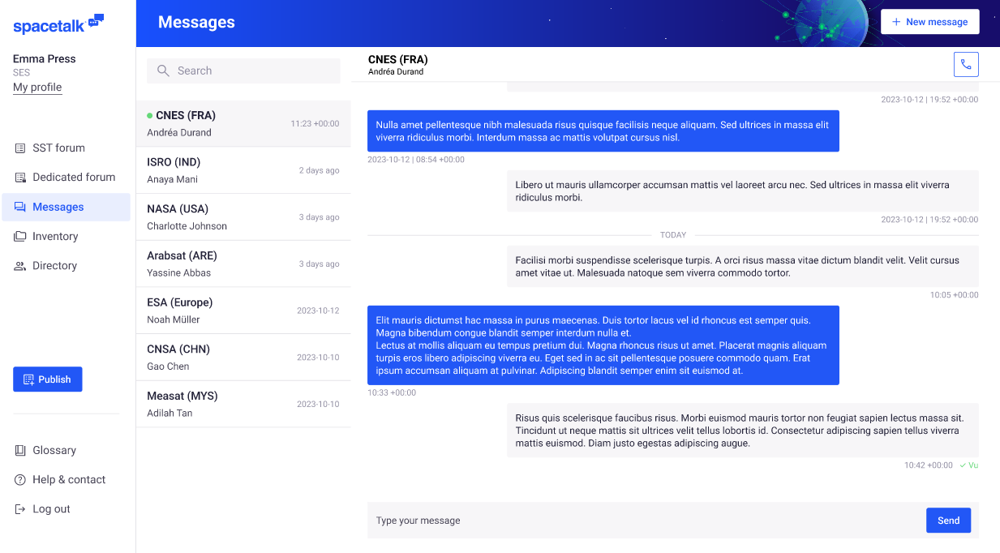 spacetalk
Emma Press
SES
My profile
SST forum
Dedicated forum
Messages
Inventory
Directory
Publish
Glossary
Help & contact
Log out
Messages
New message
Search
CNES (FRA)
Andréa Durand
11:23 +00:00
ISRO (IND)
Anaya Mani
2 days ago
NASA (USA)
Charlotte Johnson
3 days ago
Arabsat (ARE)
Yassine Abbas
3 days ago
ESA (Europe)
Noah Müller
2023-10-12
CNSA (CHN)
Gao Chen
2023-10-10
Measat (MYS)
Adilah Tan
2023-10-10
CNES (FRA)
Andréa Durand
2023-10-12 | 19:52 +00:00
Nulla amet pellentesque nibh malesuada risus quisque facilisis neque aliquam. Sed ultrices in massa elit
viverra ridiculus morbi. Interdum massa ac mattis volutpat cursus nisl.
2023-10-12 | 08:54 +00:00
Libero ut mauris ullamcorper accumsan mattis vel laoreet arcu nec. Sed ultrices in massa elit viverra
ridiculus morbi.
2023-10-12 | 19:52 +00:00
TODAY
Facilisi morbi suspendisse scelerisque turpis. A orci risus massa vitae dictum blandit velit. Velit cursus
amet vitae ut. Malesuada natoque sem viverra commodo tortor.
10:05 +00:00
Elit mauris dictumst hac massa in purus maecenas. Duis tortor lacus vel id rhoncus est semper quis.
Magna bibendum congue blandit semper interdum nulla et.
Lectus at mollis aliquam eu tempus pretium dui. Magna rhoncus risus ut amet. Placerat magnis aliquam
turpis eros libero adipiscing viverra eu. Eget sed in ac sit pellentesque posuere commodo quam. Erat
ipsum accumsan aliquam at pulvinar. Adipiscing blandit semper enim sit euismod at.
10:33 +00:00
Risus quis scelerisque faucibus risus. Morbi euismod mauris tortor non feugiat sapien lectus massa sit.
Tincidunt ut neque mattis sit ultrices velit tellus lobortis id. Consectetur adipiscing sapien tellus viverra
mattis euismod. Diam justo egestas adipiscing augue.
10:42 +00:00 Vu
Type your message
Send